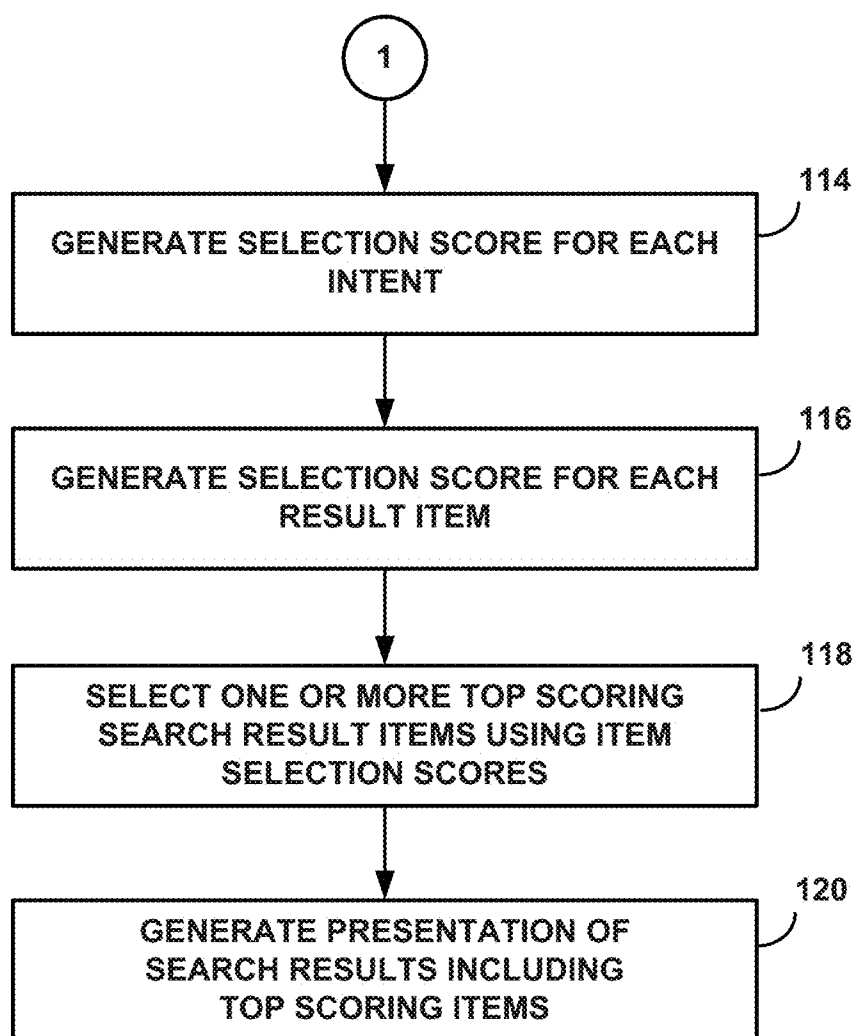 1
114
GENERATE SELECTION SCORE FOR EACH
INTENT
116
GENERATE SELECTION SCORE FOR EACH
RESULT ITEM
118
SELECT ONE OR MORE TOP SCORING
SEARCH RESULT ITEMS USING ITEM
SELECTION SCORES
120
GENERATE PRESENTATION OF
SEARCH RESULTS INCLUDING
TOP SCORING ITEMS